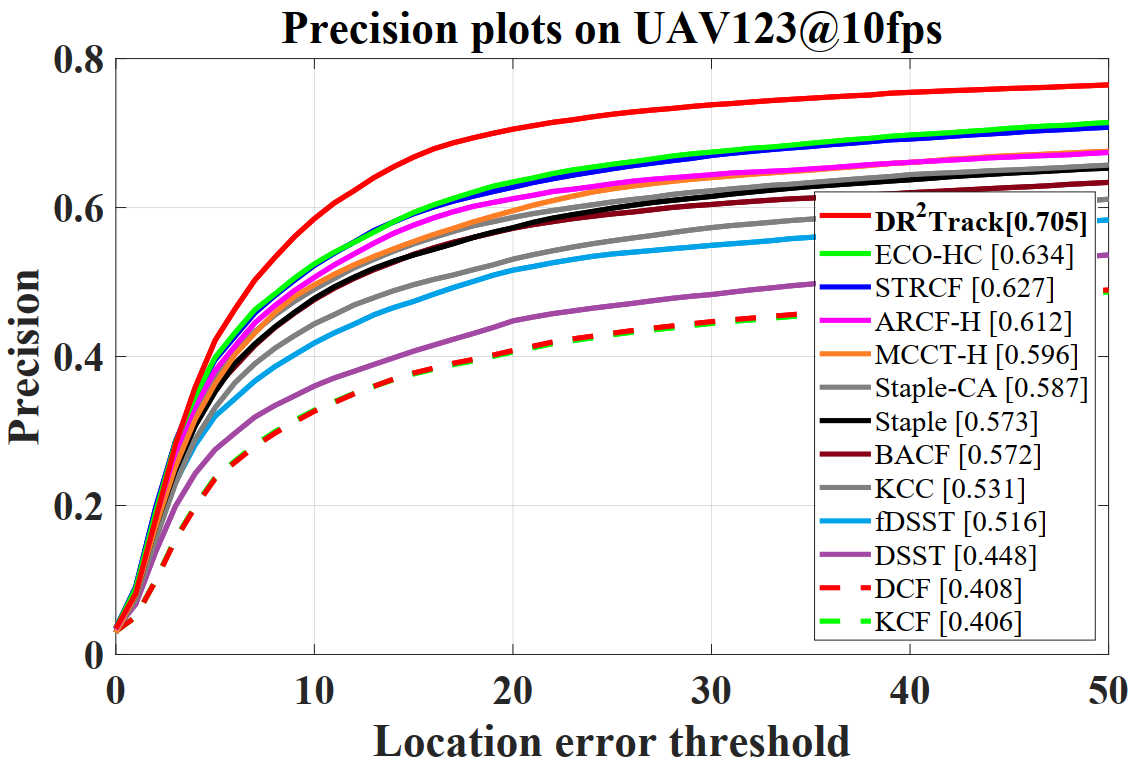 Precision plots on UAV123@10fps
0.8
0.6
0.4
0.2
0
Precision
DR²Track[0.705]
ECO-HC [0.634]
STRCF [0.627]
ARCF-H [0.612]
MCCT-H [0.596]
Staple-CA [0.587]
Staple [0.573]
BACF [0.572]
KCC [0.531]
fDSST [0.516]
DSST [0.448]
DCF [0.408]
KCF [0.406]
0 10 20 30 40 50
Location error threshold